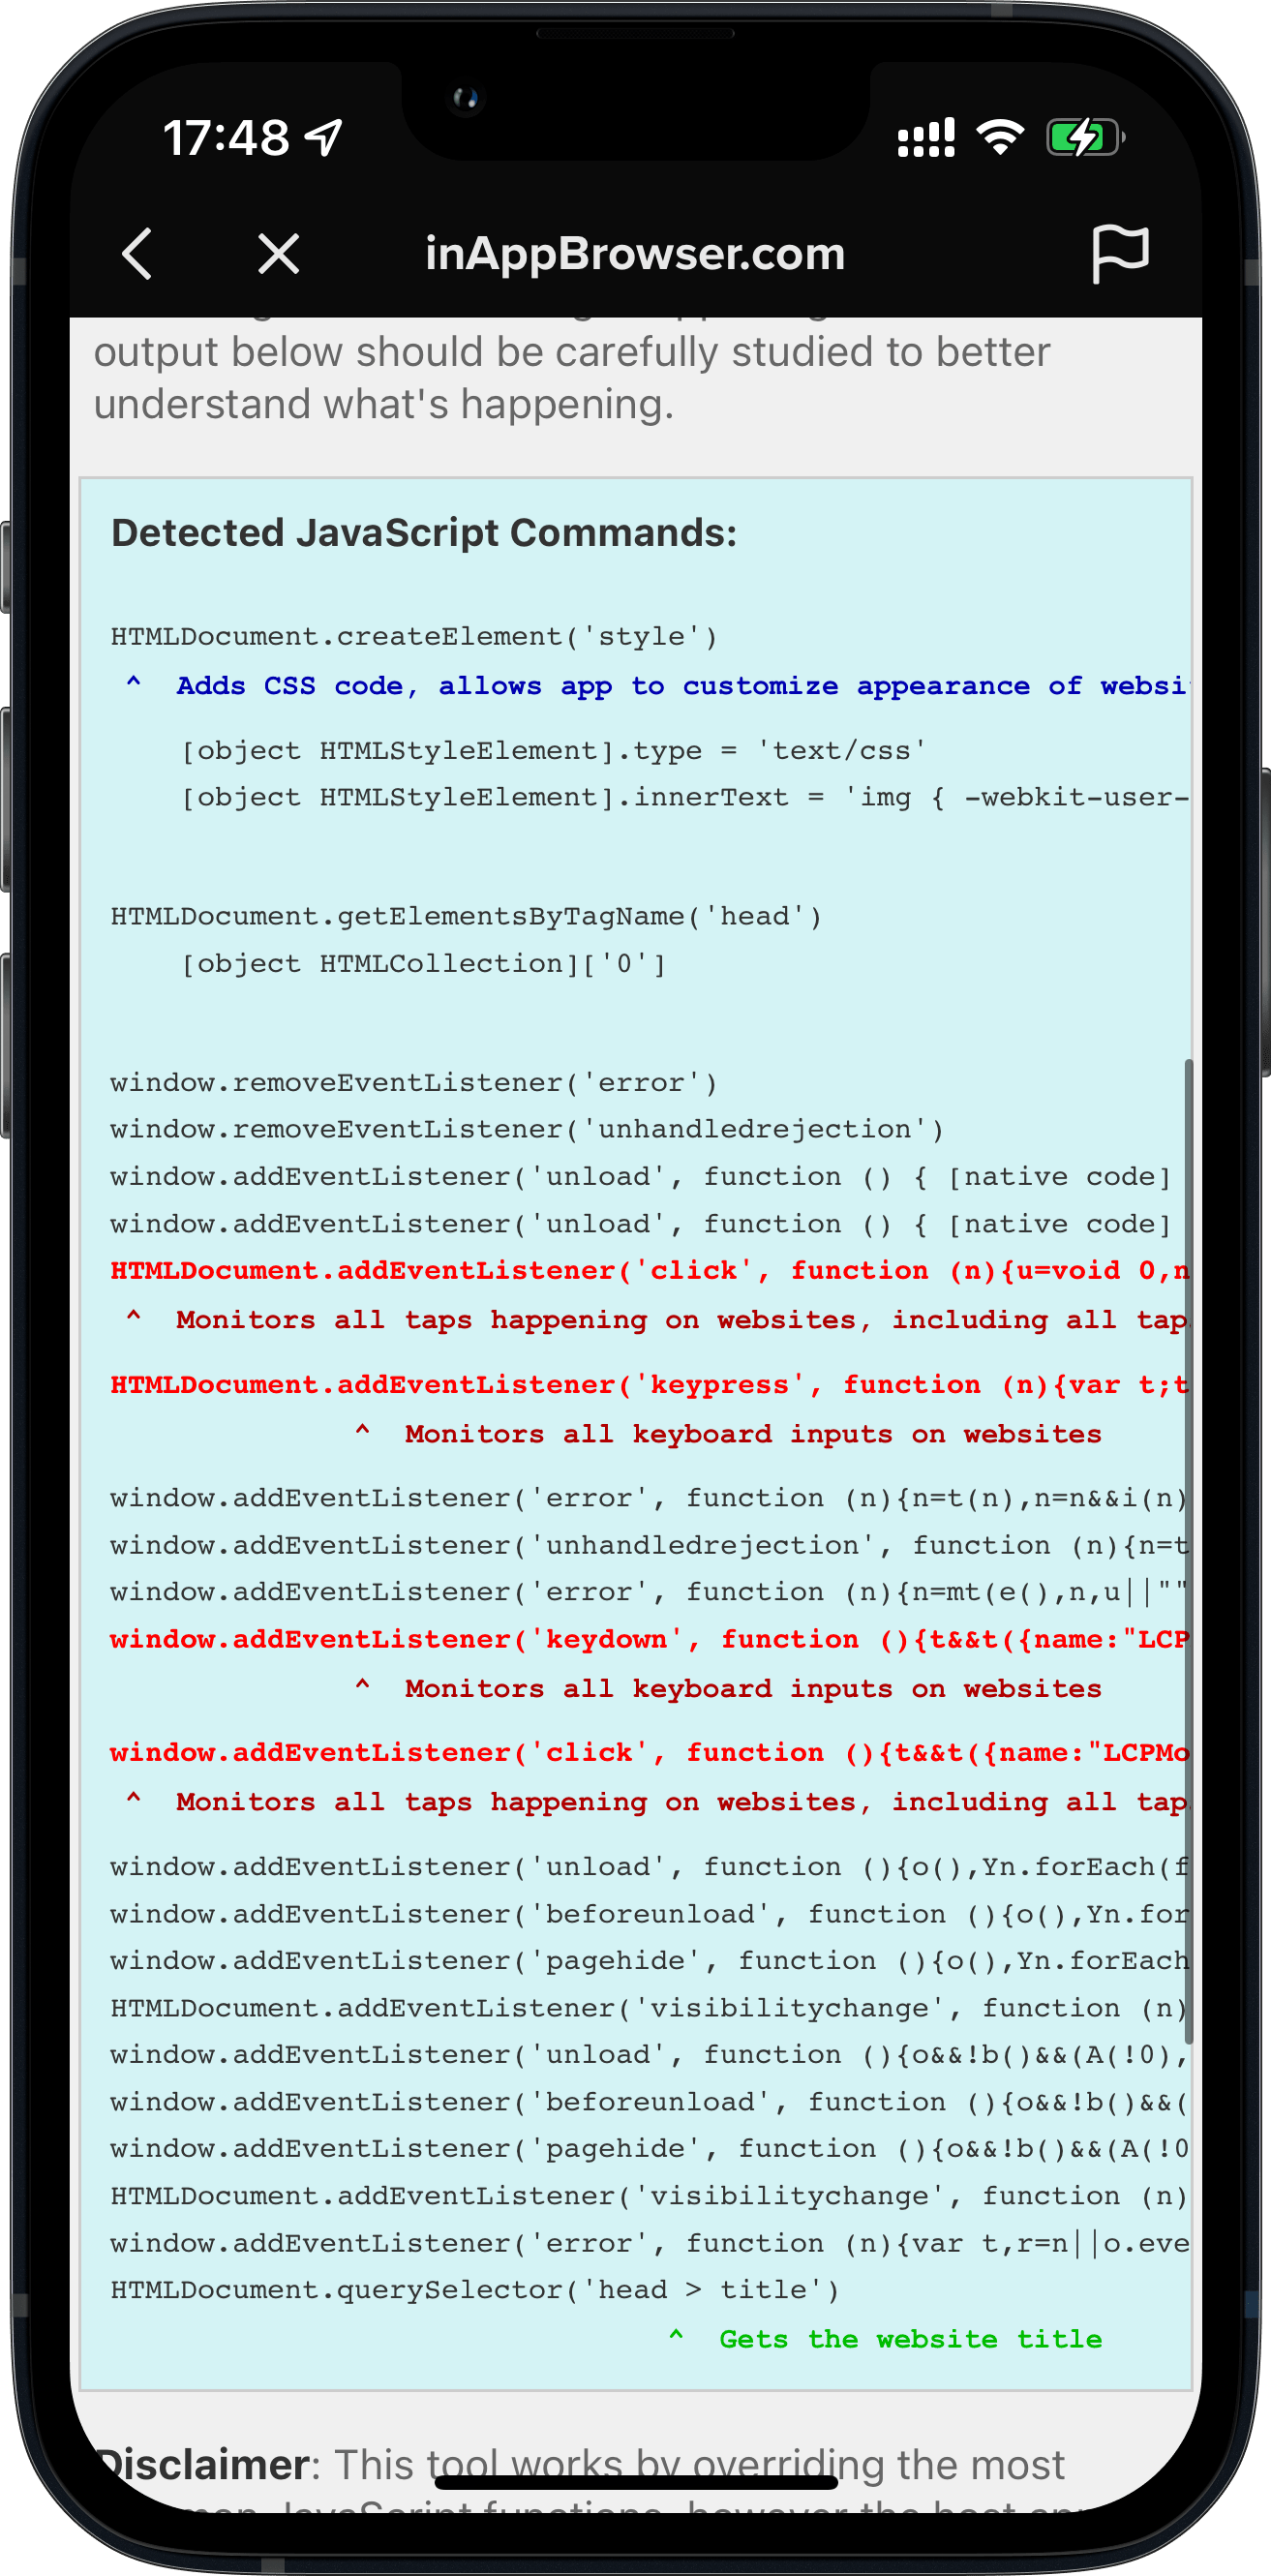 17:48
inAppBrowser.com
output below should be carefully studied to better
understand what's happening.
Detected JavaScript Commands:
HTMLDocument.createElement('style')
^ Adds CSS code, allows app to customize appearance of websi
[object HTMLStyleElement].type = 'text/css'
[object HTMLStyleElement].innerText = 'img { -webkit-user-
HTMLDocument.getElementsByTagName('head')
[object HTMLCollection]['0']
window.removeEventListener('error')
window.removeEventListener('unhandledrejection')
window.addEventListener('unload', function () { [native code]
window.addEventListener('unload', function () { [native code]
HTMLDocument.addEventListener('click', function (n){u=void 0,n
^ Monitors all taps happening on websites, including all tap
HTMLDocument.addEventListener('keypress', function (n){var t;t
^ Monitors all keyboard inputs on websites
window.addEventListener('error', function (n){n=t(n),n=n&&i(n)
window.addEventListener('unhandledrejection', function (n){n=t
window.addEventListener('error', function (n){n=mt(e(),n,u||""
window.addEventListener('keydown', function (){t&&t({name:"LCP
^ Monitors all keyboard inputs on websites
window.addEventListener('click', function (){t&&t({name:"LCPMo
^ Monitors all taps happening on websites, including all tap
window.addEventListener('unload', function (){o(),Yn.forEach(f
window.addEventListener('beforeunload', function (){o(),Yn.for
window.addEventListener('pagehide', function (){o(),Yn.forEach
HTMLDocument.addEventListener('visibilitychange', function (n)
window.addEventListener('unload', function (){o&&!b()&&(A(!0),
window.addEventListener('beforeunload', function (){o&&!b()&&(
window.addEventListener('pagehide', function (){o&&!b()&&(A(!0
HTMLDocument.addEventListener('visibilitychange', function (n)
window.addEventListener('error', function (n){var t,r=n||o.eve
HTMLDocument.querySelector('head > title')
^ Gets the website title
Disclaimer: This tool works by overriding the most
JavaScript functions, however the host